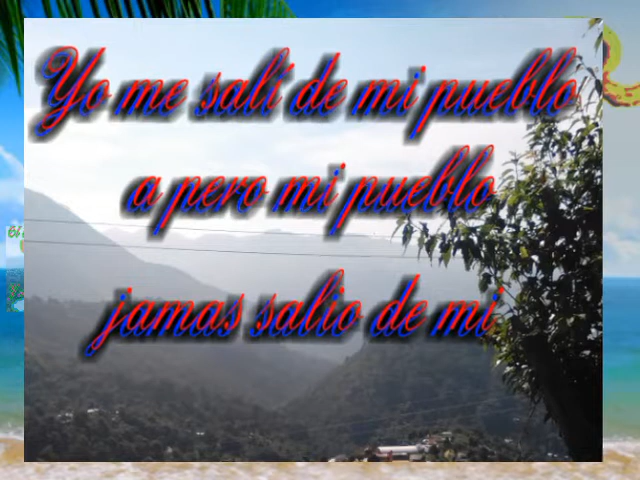 Yo me salí de mi pueblo
a pero mi pueblo
jamas salio de mi